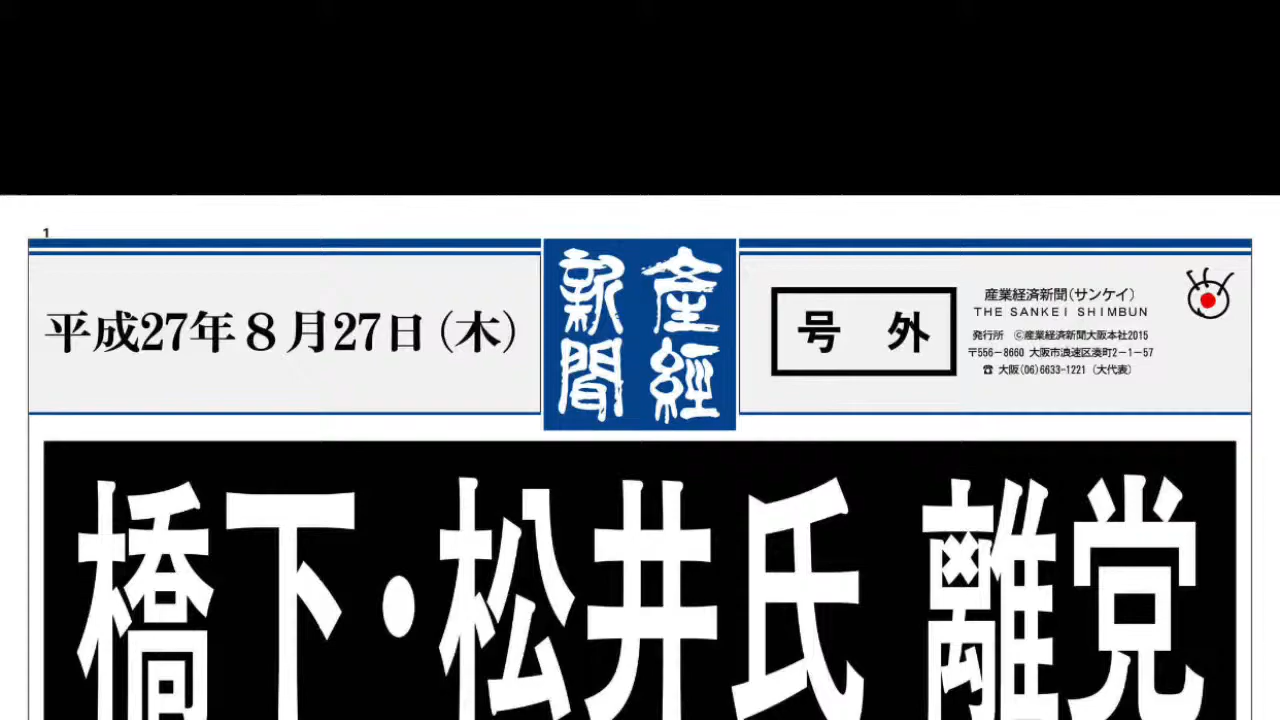 1
平成27年8月27日(木)
産經新聞
号 外
産業経済新聞(サンケイ)
THE SANKEI SHIMBUN
発行所 ©産業経済新聞大阪本社2015
〒556-8660 大阪市浪速区湊町2-1-57
☎ 大阪(06)6633-1221 (大代表)
橋下・松井氏 離党